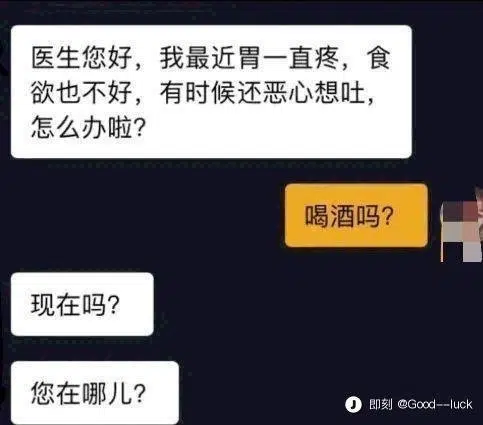 医生您好，我最近胃一直疼，食
欲也不好，有时候还恶心想吐，
怎么办啦？
喝酒吗？
现在吗？
您在哪儿？
即刻 @Good--luck